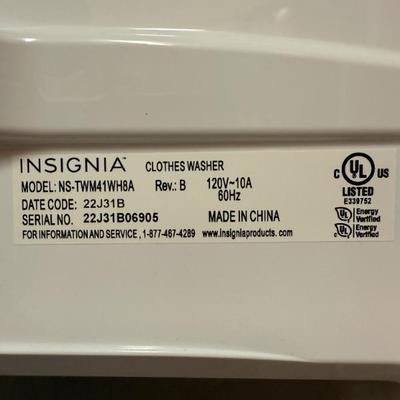 INSIGNIA™ CLOTHES WASHER
MODEL: NS-TWM41WH8A Rev.: B 120V~10A
60Hz
DATE CODE: 22J31B
SERIAL NO. 22J31B06905 MADE IN CHINA
FOR INFORMATION AND SERVICE , 1-877-467-4289 www.insigniaproducts.com
C UL US
LISTED
E339752
UL Energy Verified
UL Energy Verified